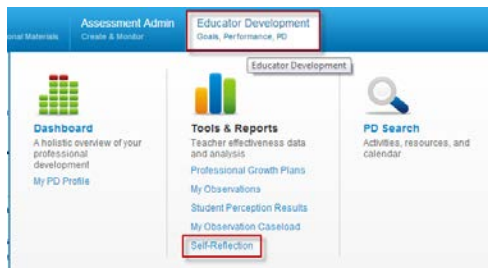 onal Materials
Assessment Admin
Create & Monitor
Educator Development
Goals, Performance, PD
Educator Development
Dashboard
A holistic overview of your
professional
development
My PD Profile
Tools & Reports
Teacher effectiveness data
and analysis
Professional Growth Plans
My Observations
Student Perception Results
My Observation Caseload
Self-Reflection
PD Search
Activities, resources, and
calendar